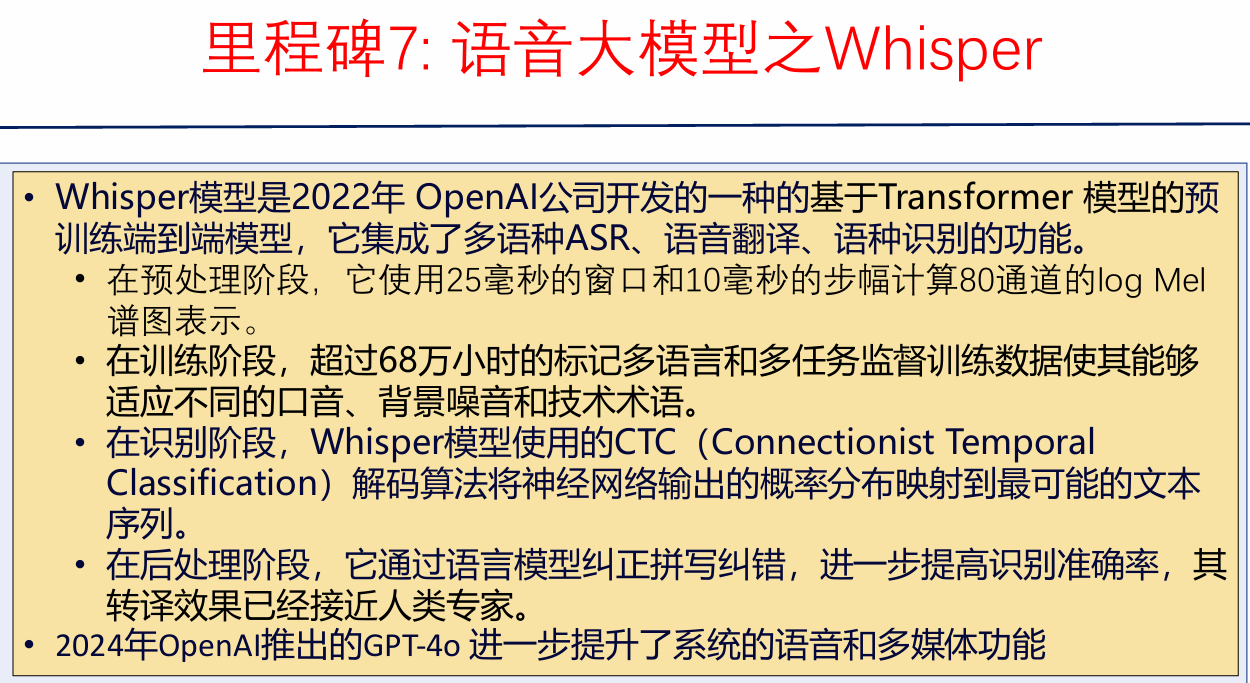 里程碑7: 语音大模型之Whisper
• Whisper模型是2022年 OpenAI公司开发的一种的基于Transformer 模型的预
训练端到端模型，它集成了多语种ASR、语音翻译、语种识别的功能。
• 在预处理阶段，它使用25毫秒的窗口和10毫秒的步幅计算80通道的log Mel
谱图表示。
• 在训练阶段，超过68万小时的标记多语言和多任务监督训练数据使其能够
适应不同的口音、背景噪音和技术术语。
• 在识别阶段，Whisper模型使用的CTC（Connectionist Temporal
Classification）解码算法将神经网络输出的概率分布映射到最可能的文本
序列。
• 在后处理阶段，它通过语言模型纠正拼写纠错，进一步提高识别准确率，其
转译效果已经接近人类专家。
• 2024年OpenAI推出的GPT-4o 进一步提升了系统的语音和多媒体功能